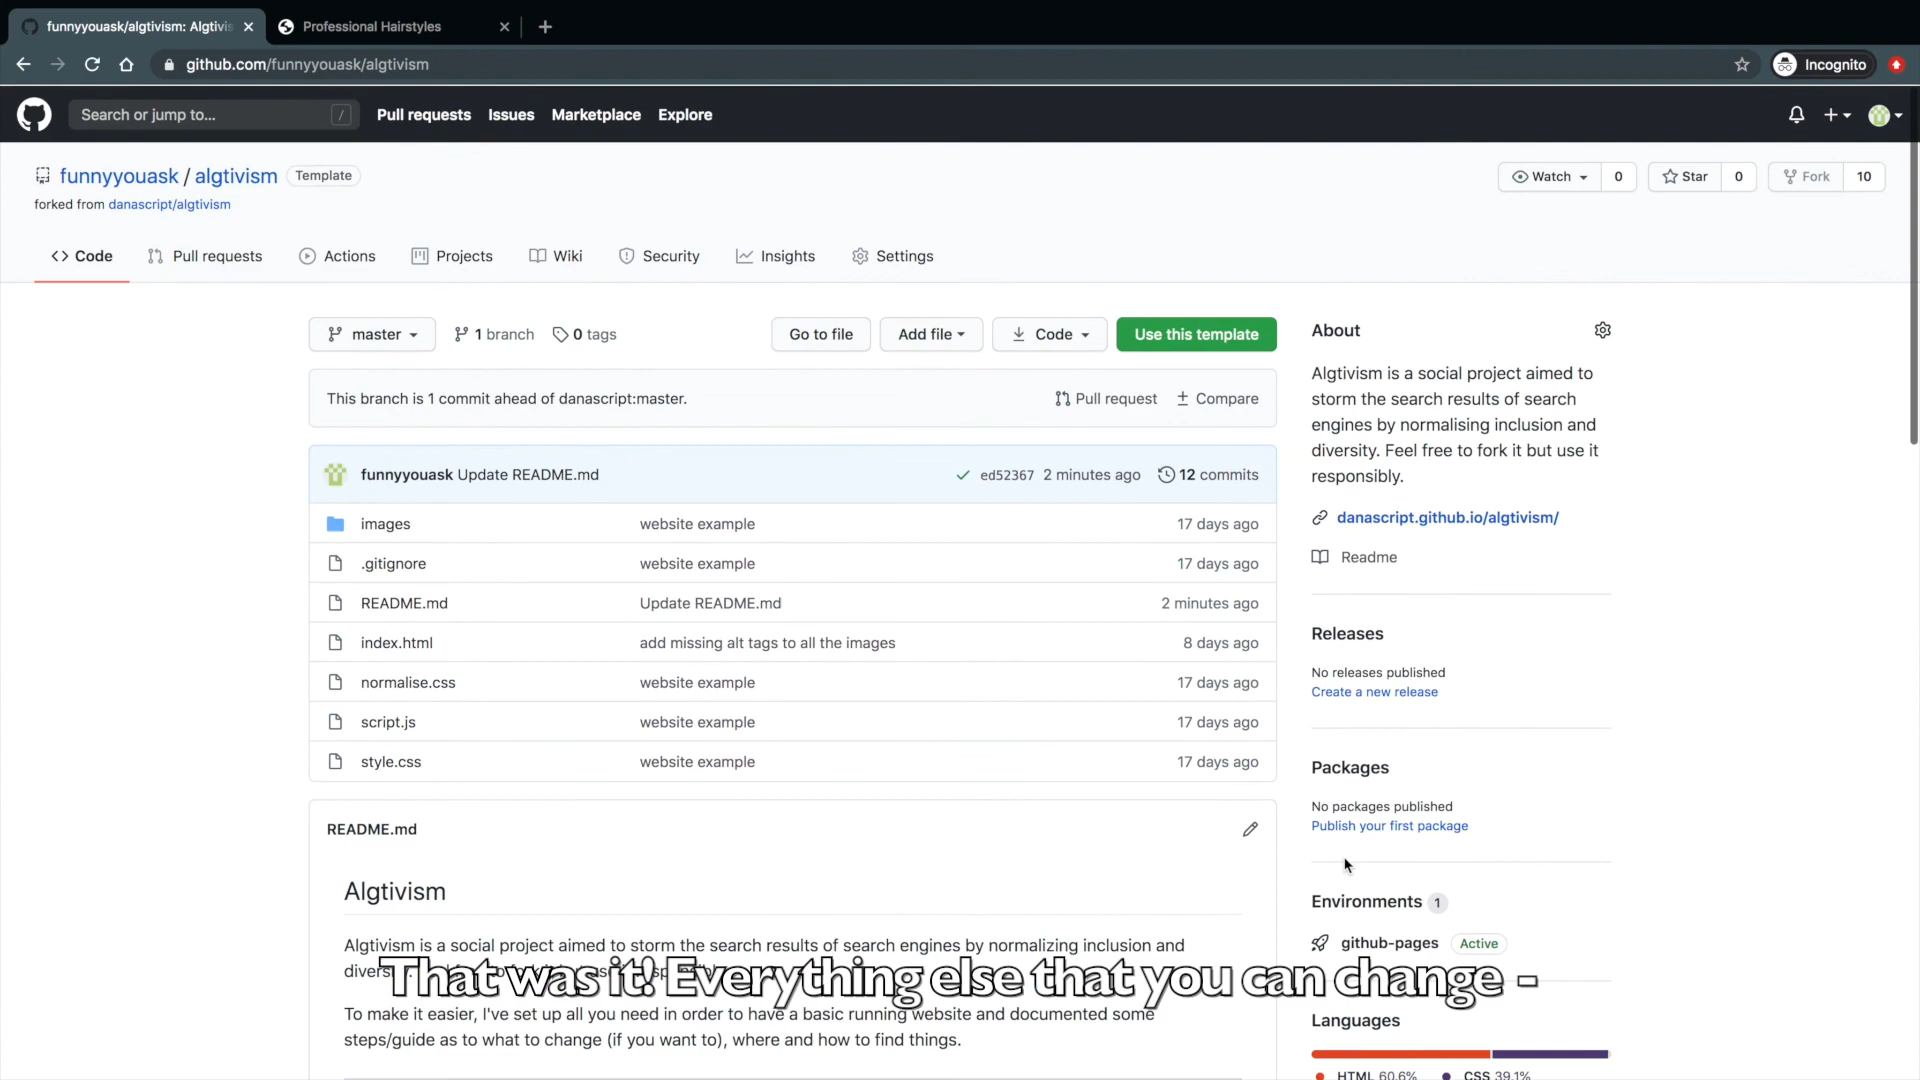 funnyyouask/algtivism: Algtivis
Professional Hairstyles
github.com/funnyyouask/algtivism
Incognito
Search or jump to...
/
Pull requests
Issues
Marketplace
Explore
funnyyouask / algtivism
Template
forked from danascript/algtivism
Watch
0
Star
0
Fork
10
Code
Pull requests
Actions
Projects
Wiki
Security
Insights
Settings
master
1 branch
0 tags
Go to file
Add file
Code
Use this template
This branch is 1 commit ahead of danascript:master.
Pull request
Compare
funnyyouask Update README.md
ed52367 2 minutes ago
12 commits
images
website example
17 days ago
.gitignore
website example
17 days ago
README.md
Update README.md
2 minutes ago
index.html
add missing alt tags to all the images
8 days ago
normalise.css
website example
17 days ago
script.js
website example
17 days ago
style.css
website example
17 days ago
README.md
Algtivism
Algtivism is a social project aimed to storm the search results of search engines by normalizing inclusion and
That was it! Everything else that you can change -
To make it easier, I've set up all you need in order to have a basic running website and documented some
steps/guide as to what to change (if you want to), where and how to find things.
About
Algtivism is a social project aimed to
storm the search results of search
engines by normalising inclusion and
diversity. Feel free to fork it but use it
responsibly.
danascript.github.io/algtivism/
Readme
Releases
No releases published
Create a new release
Packages
No packages published
Publish your first package
Environments 1
github-pages
Active
Languages
HTML 60.6%
CSS 39.1%